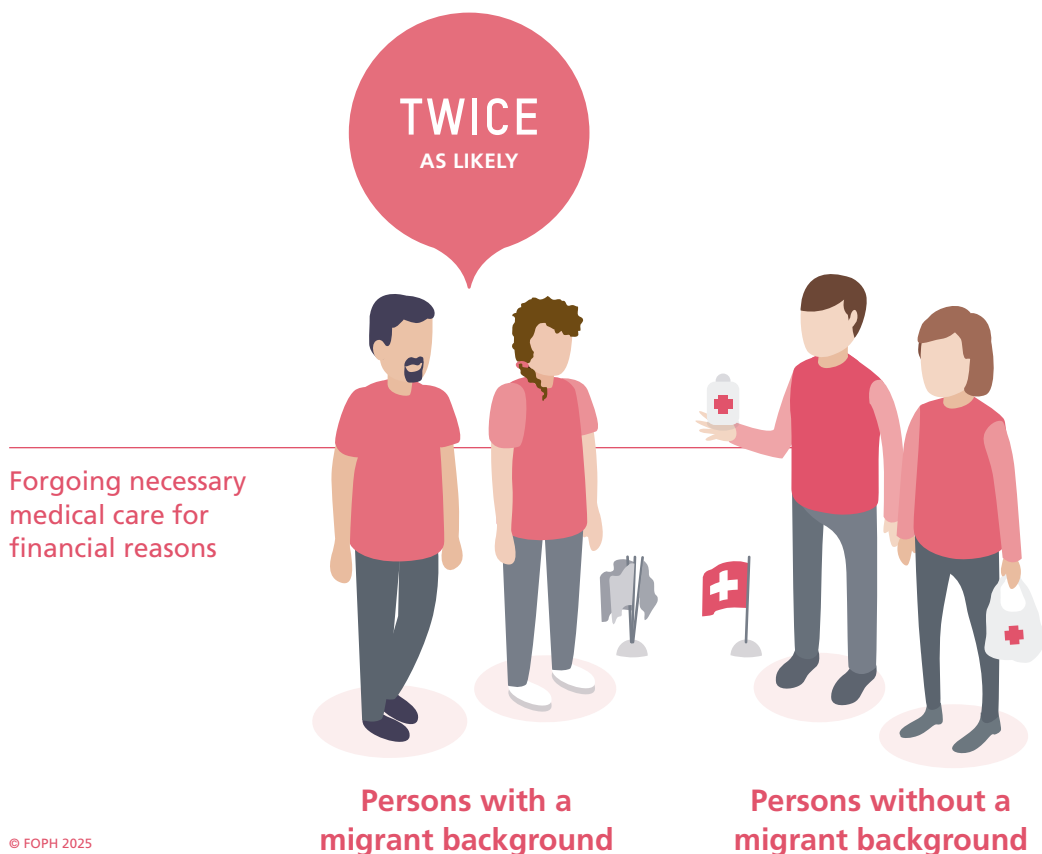 TWICE
AS LIKELY
Forgoing necessary
medical care for
financial reasons
Persons with a
migrant background
Persons without a
migrant background
© FOPH 2025